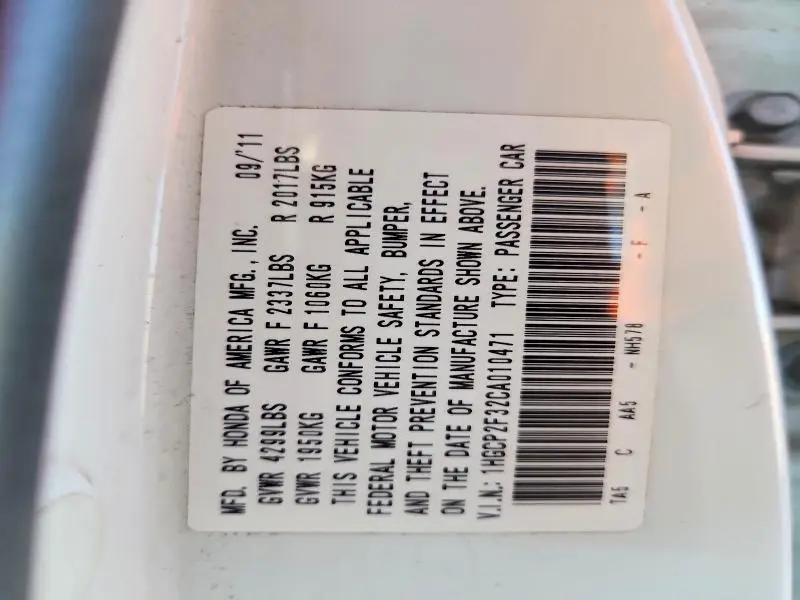 MFD. BY HONDA OF AMERICA MFG., INC. 09/'11
GVWR 4299LBS GAWR F 2337LBS R 2017LBS
GVWR 1950KG GAWR F 1060KG R 915KG
THIS VEHICLE CONFORMS TO ALL APPLICABLE
FEDERAL MOTOR VEHICLE SAFETY, BUMPER,
AND THEFT PREVENTION STANDARDS IN EFFECT
ON THE DATE OF MANUFACTURE SHOWN ABOVE.
V.I.N.: 1HGCP2F32CA010471 TYPE: PASSENGER CAR
TA5 C AA5 - NH578 - F - A